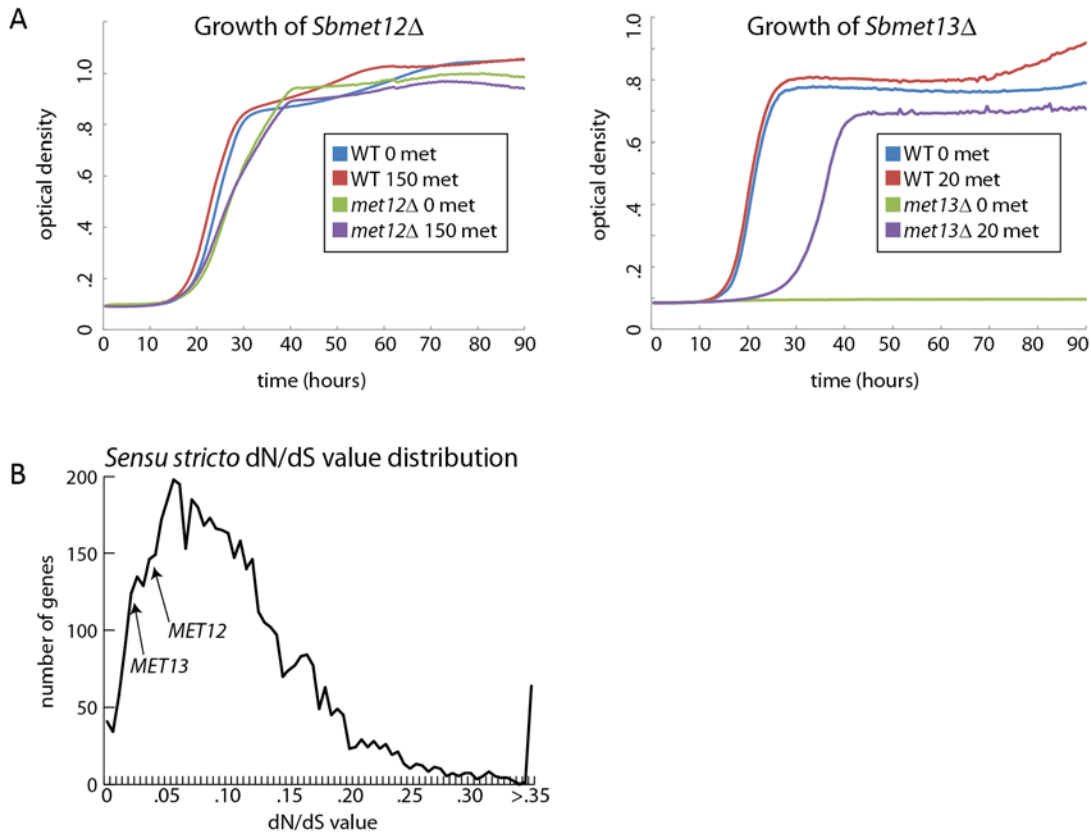 A
Growth of Sbmet12Δ
optical density
1.0
.8
.6
.4
.2
0
WT 0 met
WT 150 met
met12Δ 0 met
met12Δ 150 met
0 10 20 30 40 50 60 70 80 90
time (hours)
Growth of Sbmet13Δ
optical density
1.0
.8
.6
.4
.2
0
WT 0 met
WT 20 met
met13Δ 0 met
met13Δ 20 met
0 10 20 30 40 50 60 70 80 90
time (hours)
B
Sensu stricto dN/dS value distribution
number of genes
200
150
100
50
0
MET12
MET13
0 .05 .10 .15 .20 .25 .30 >.35
dN/dS value